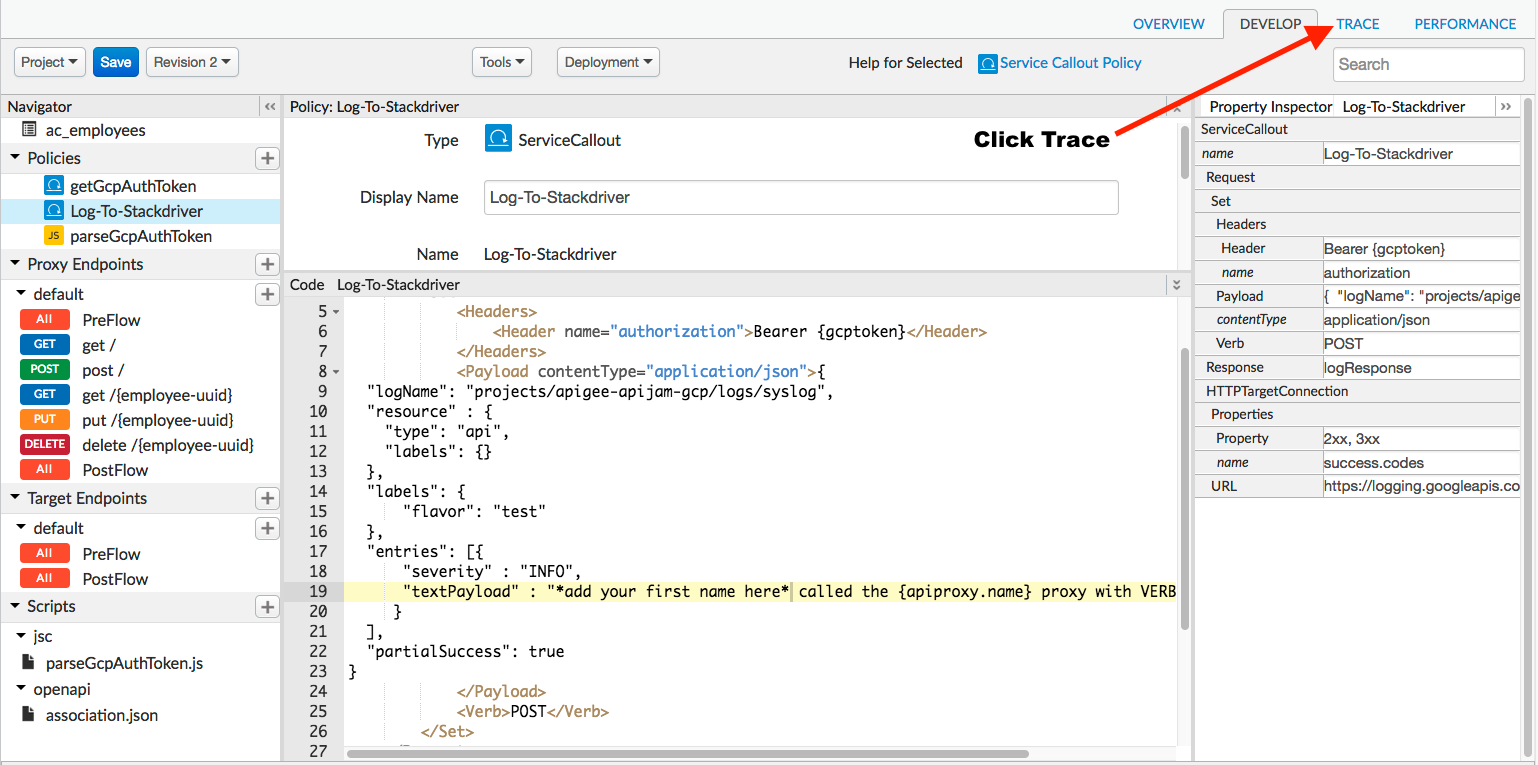 OVERVIEW DEVELOP TRACE PERFORMANCE
Project Save Revision 2 Tools Deployment Help for Selected Service Callout Policy Search
Navigator
ac_employees
Policies
getGcpAuthToken
Log-To-Stackdriver
JS parseGcpAuthToken
Proxy Endpoints
default
All PreFlow
GET get /
POST post /
GET get /{employee-uuid}
PUT put /{employee-uuid}
DELETE delete /{employee-uuid}
All PostFlow
Target Endpoints
default
All PreFlow
All PostFlow
Scripts
jsc
parseGcpAuthToken.js
openapi
association.json
Policy: Log-To-Stackdriver
Type ServiceCallout
Click Trace
Display Name Log-To-Stackdriver
Name Log-To-Stackdriver
Code Log-To-Stackdriver
5 <Headers>
6 <Header name="authorization">Bearer {gcptoken}</Header>
7 </Headers>
8 <Payload contentType="application/json">{
9 "logName": "projects/apigee-apijam-gcp/logs/syslog",
10 "resource" : {
11 "type": "api",
12 "labels": {}
13 },
14 "labels": {
15 "flavor": "test"
16 },
17 "entries": [{
18 "severity" : "INFO",
19 "textPayload" : "*add your first name here* called the {apiproxy.name} proxy with VERB
20 }
21 ],
22 "partialSuccess": true
23 }
24 </Payload>
25 <Verb>POST</Verb>
26 </Set>
27
Property Inspector Log-To-Stackdriver
ServiceCallout
name Log-To-Stackdriver
Request
Set
Headers
Header Bearer {gcptoken}
name authorization
Payload { "logName": "projects/apige
contentType application/json
Verb POST
Response logResponse
HTTPTargetConnection
Properties
Property 2xx, 3xx
name success.codes
URL https://logging.googleapis.co